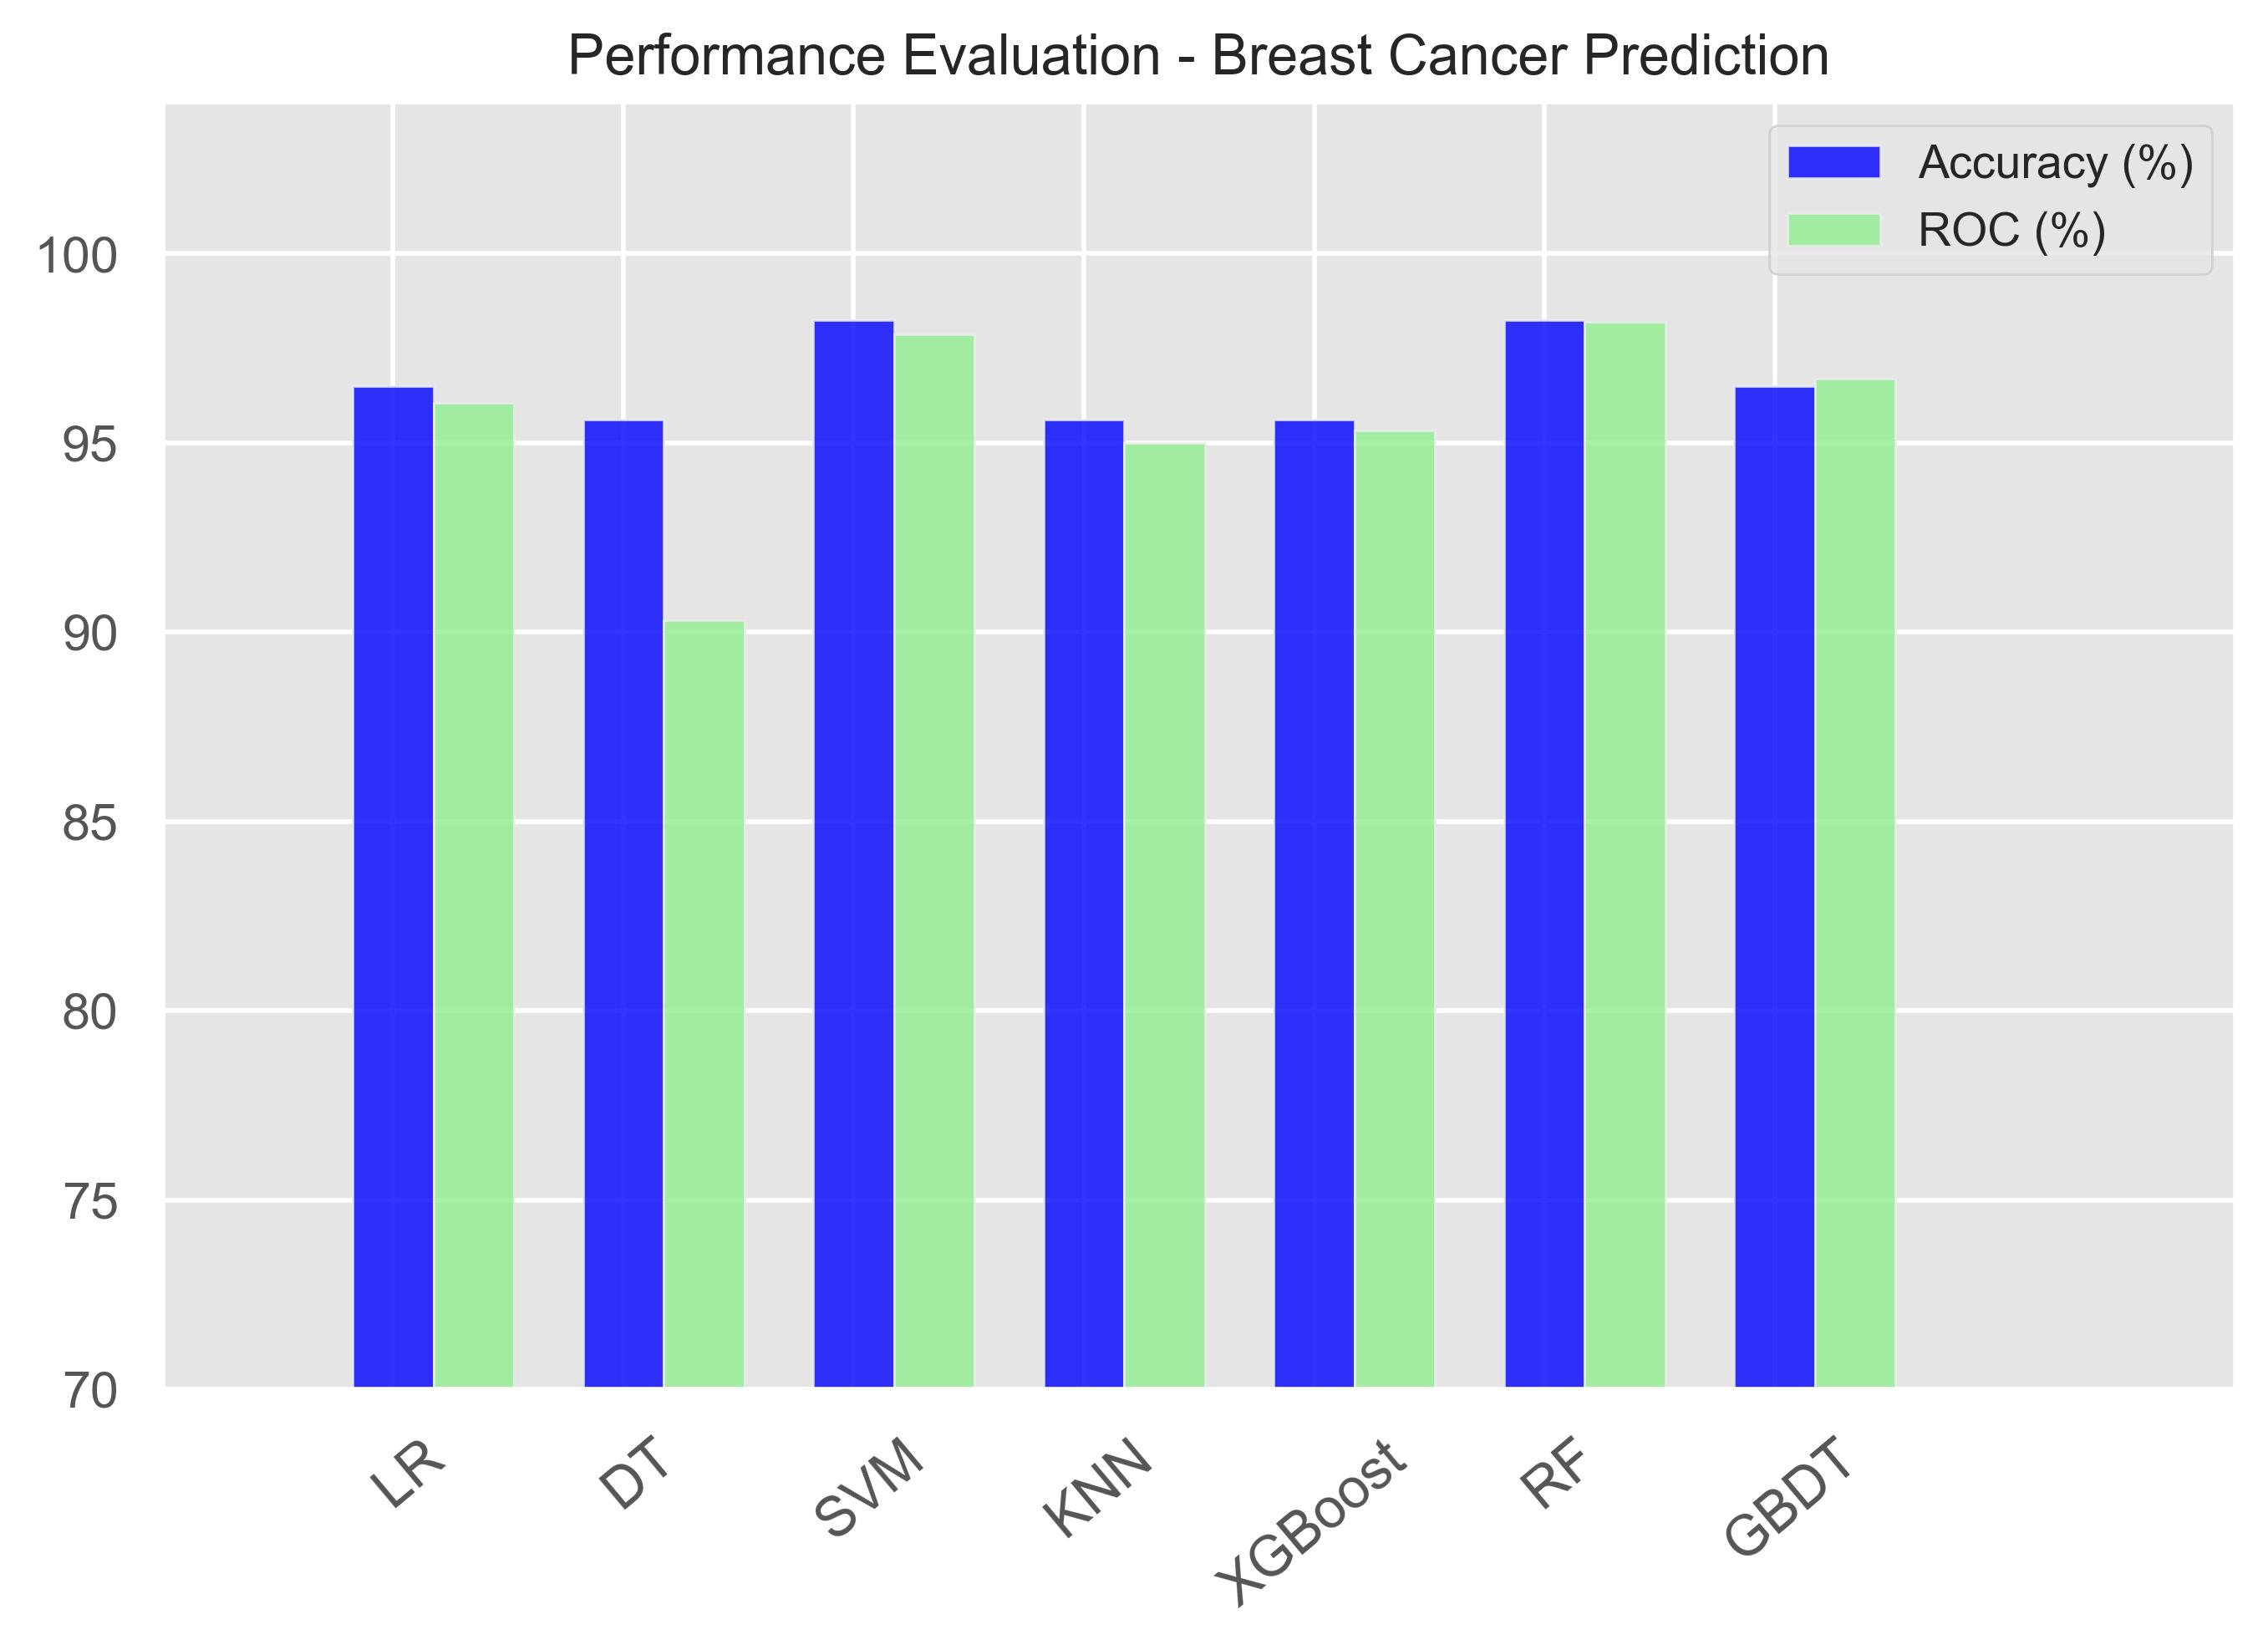 Performance Evaluation - Breast Cancer Prediction
Accuracy (%)
ROC (%)
100
95
90
85
80
75
70
LR
DT
SVM
KNN
XGBoost
RF
GBDT